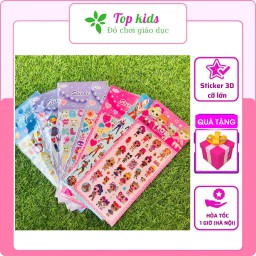 Top kids
Đồ chơi giáo dục
Sticker 3D
cỡ lớn
QUÀ TẶNG
HỎA TỐC
1 GIỜ (HÀ NỘI)